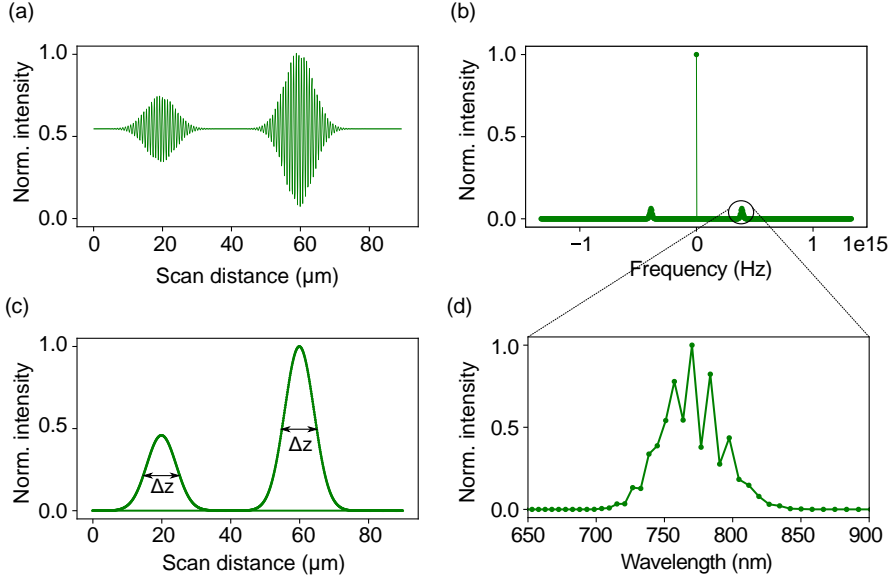 (a)
Norm. intensity
1.0
0.5
0.0
0
20
40
60
80
Scan distance (μm)
(b)
Norm. intensity
1.0
0.5
0.0
−1
0
1
1e15
Frequency (Hz)
(c)
Norm. intensity
1.0
0.5
0.0
Δz
Δz
0
20
40
60
80
Scan distance (μm)
(d)
Norm. intensity
1.0
0.5
0.0
650
700
750
800
850
900
Wavelength (nm)